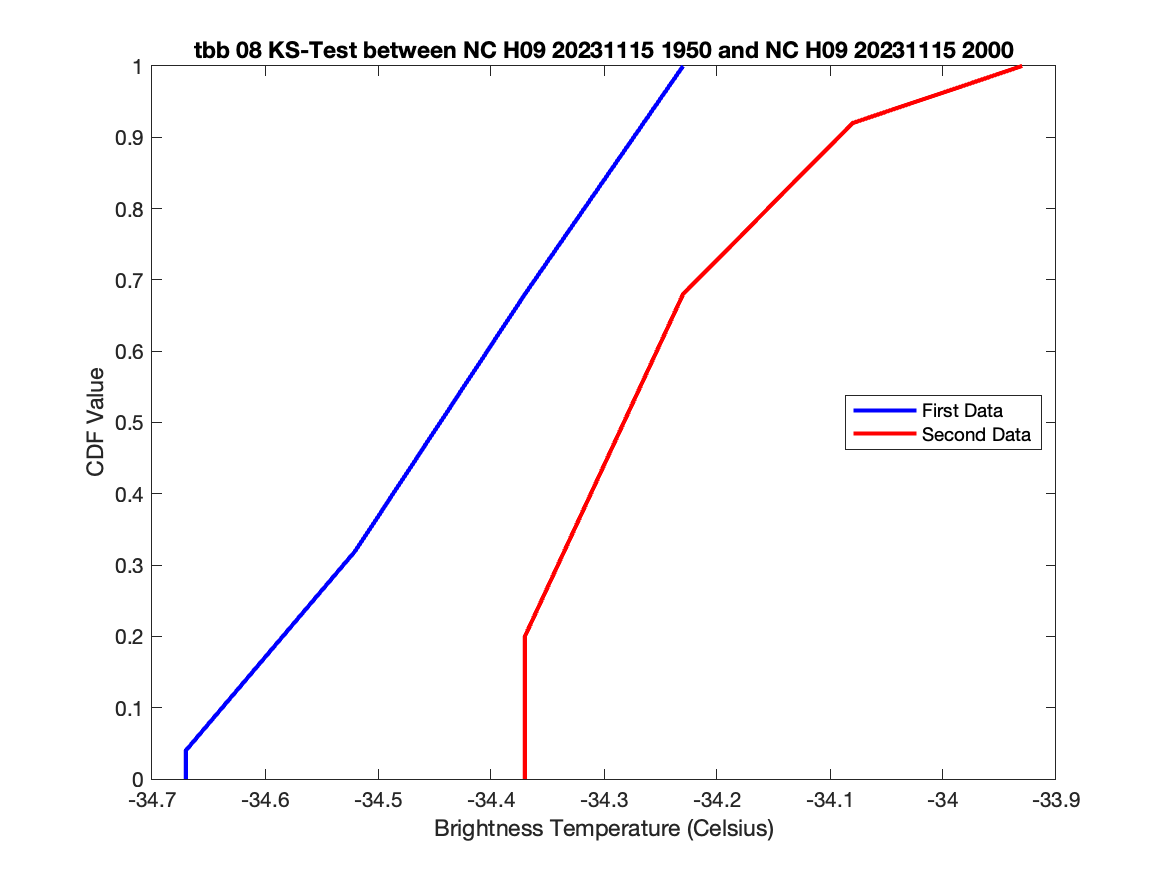 tbb 08 KS-Test between NC H09 20231115 1950 and NC H09 20231115 2000
1
0.9
0.8
0.7
0.6
0.5
0.4
0.3
0.2
0.1
0
CDF Value
First Data
Second Data
-34.7 -34.6 -34.5 -34.4 -34.3 -34.2 -34.1 -34 -33.9
Brightness Temperature (Celsius)